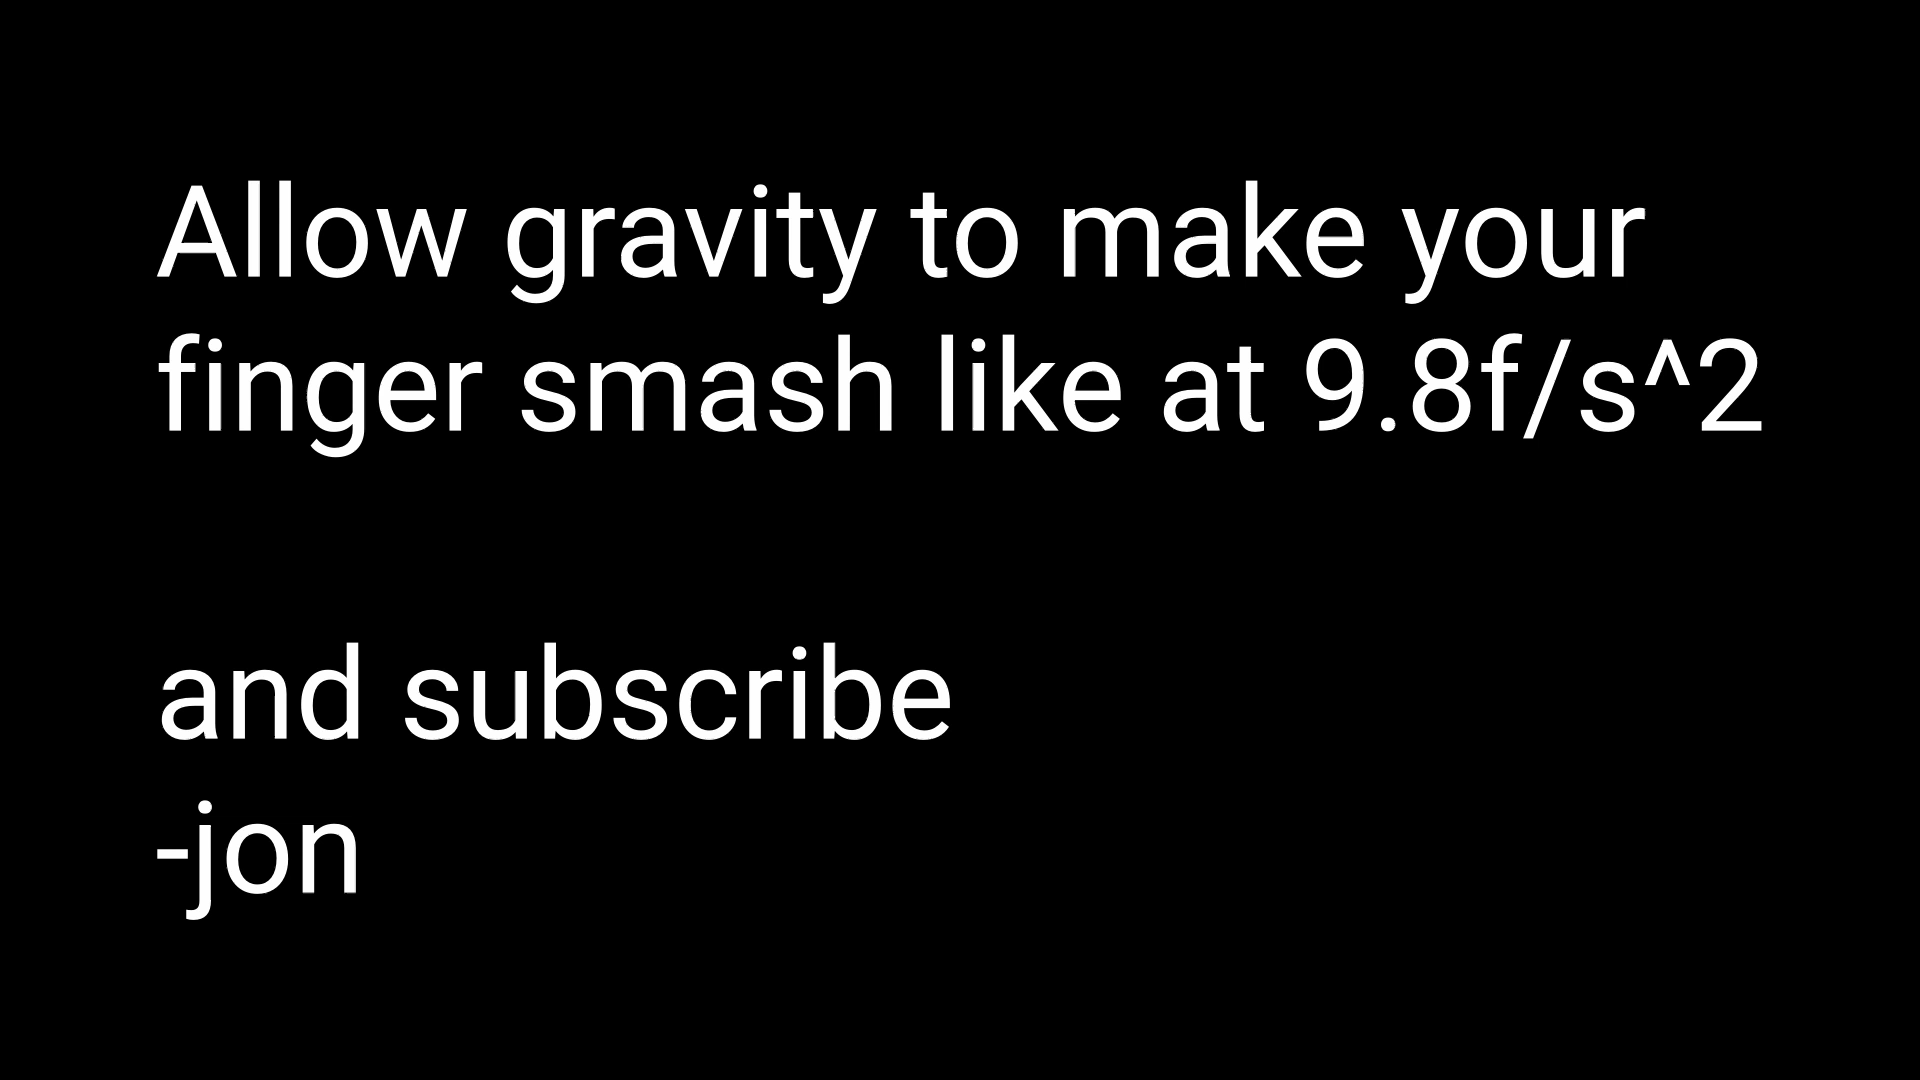 Allow gravity to make your
finger smash like at 9.8f/s^2
and subscribe
-jon